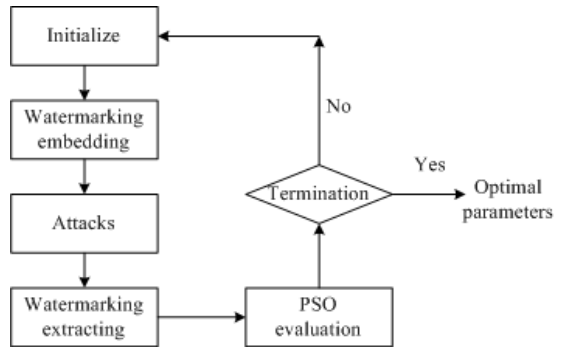 Initialize
Watermarking
embedding
Attacks
Watermarking
extracting
PSO
evaluation
Termination
No
Yes
Optimal
parameters